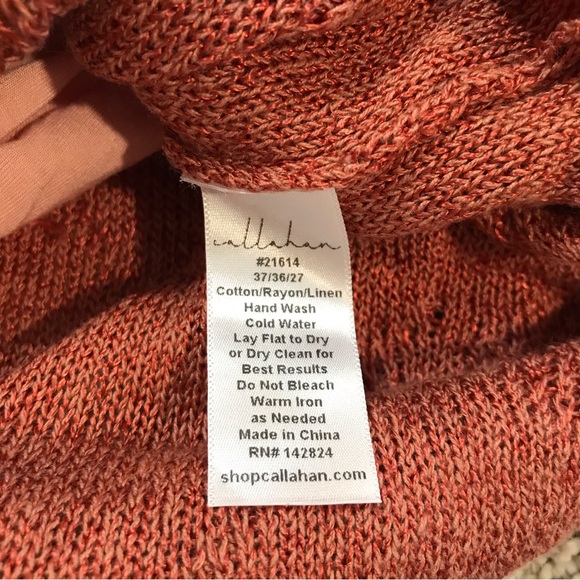 callahan
#21614
37/36/27
Cotton/Rayon/Linen
Hand Wash
Cold Water
Lay Flat to Dry
or Dry Clean for
Best Results
Do Not Bleach
Warm Iron
as Needed
Made in China
RN# 142824
shopcallahan.com